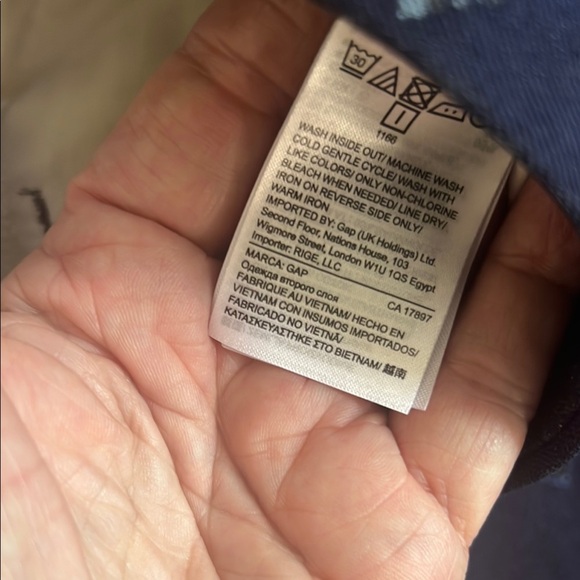 30
1166
WASH INSIDE OUT/ MACHINE WASH
COLD GENTLE CYCLE/ WASH WITH
LIKE COLORS/ ONLY NON-CHLORINE
BLEACH WHEN NEEDED/ LINE DRY/
IRON ON REVERSE SIDE ONLY/
WARM IRON
IMPORTED BY: Gap (UK Holdings) Ltd.
Second Floor, Nations House, 103
Wigmore Street, London W1U 1QS Egypt
Importer: RIGE, LLC
MARCA: GAP CA 17897
Одежда второго слоя
FABRIQUE AU VIETNAM/ HECHO EN
VIETNAM CON INSUMOS IMPORTADOS/
FABRICADO NO VIETNÃ/
ΚΑΤΑΣΚΕΥΑΣΤΗΚΕ ΣΤΟ ΒΙΕΤΝΑΜ/ 越南